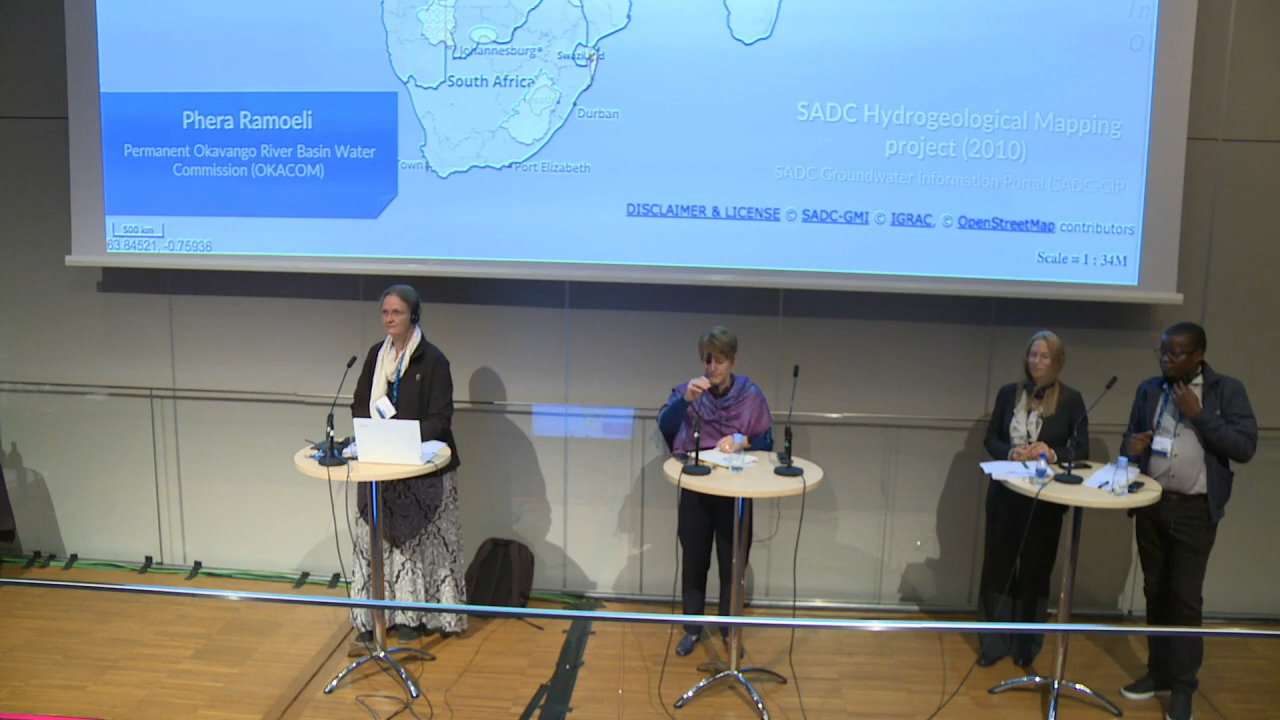 Johannesburg
South Africa
Durban
Port Elizabeth
Phera Ramoeli
Permanent Okavango River Basin Water
Commission (OKACOM)
SADC Hydrogeological Mapping
project (2010)
SADC Groundwater Information Portal (SADC-GIP
DISCLAIMER & LICENSE © SADC-GMI © IGRAC, © OpenStreetMap contributors
500 km
63.84521, -0.75936
Scale = 1 : 34M